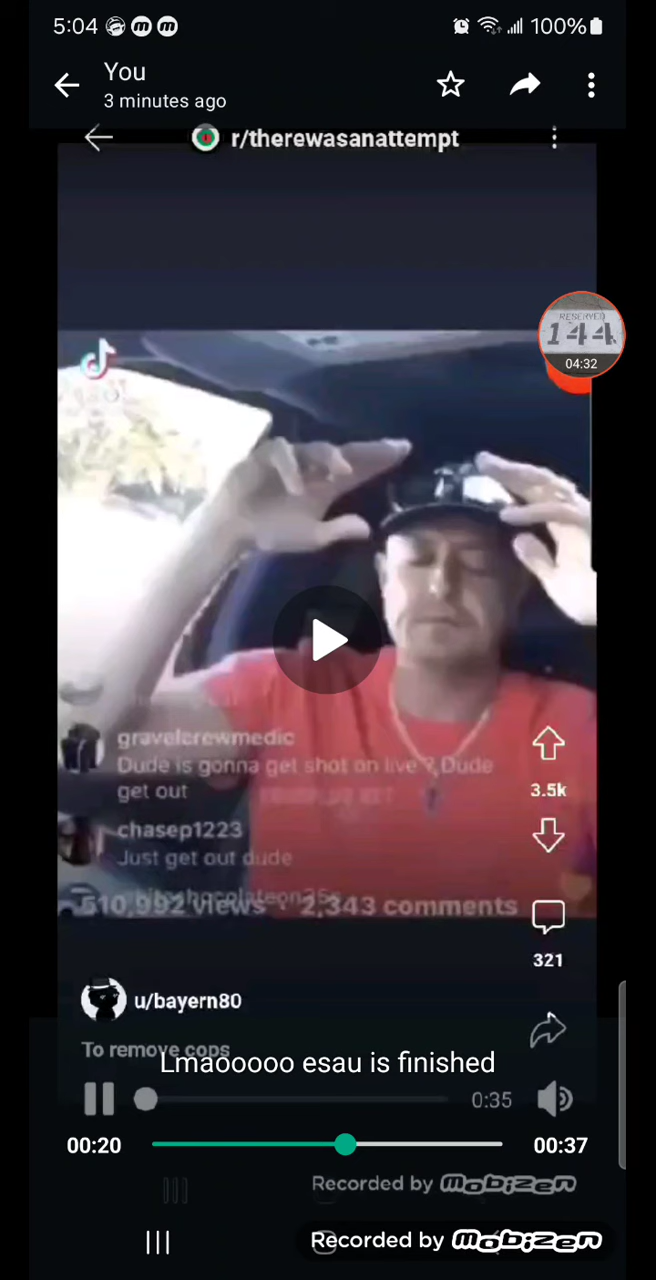 5:04
100%
You
3 minutes ago
r/therewasanattempt
RESERVED
144
04:32
gravelcrewmedic
Dude is gonna get shot on live? Dude
get out
3.5k
chasep1223
Just get out dude
510,992 views · 2,343 comments
321
u/bayern80
To remove cops
Lmaooooo esau is finished
0:35
00:20
00:37
Recorded by mobizen
Recorded by mobizen